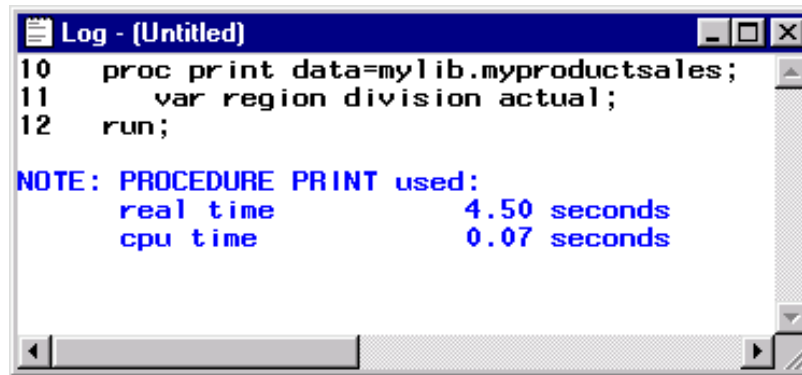 Log - (Untitled)
10    proc print data=mylib.myproductsales;
11       var region division actual;
12    run;
NOTE: PROCEDURE PRINT used:
      real time           4.50 seconds
      cpu time            0.07 seconds